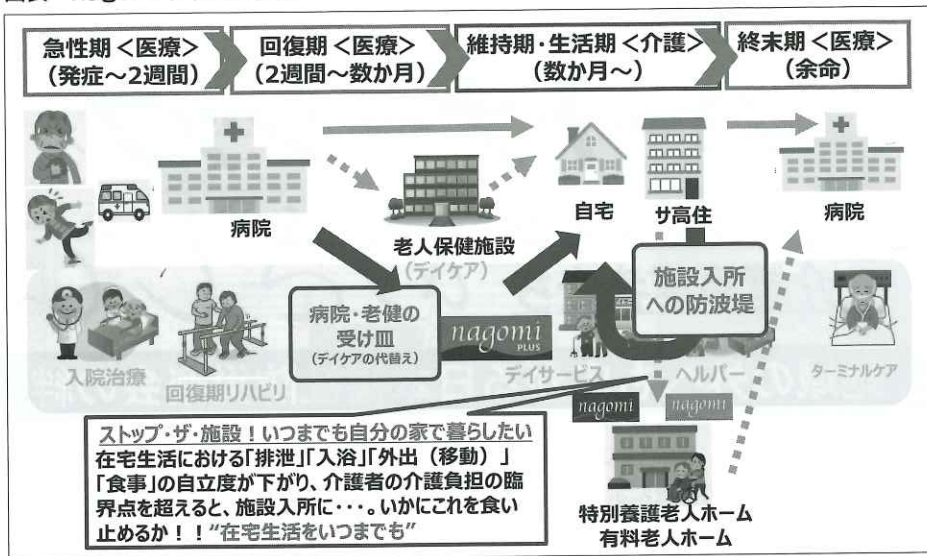 急性期<医療>
(発症~2週間)
回復期<医療>
(2週間~数か月)
維持期・生活期<介護>
(数か月~)
終末期<医療>
(余命)
病院
老人保健施設
(デイケア)
自宅
サ高住
病院
施設入所
への防波堤
病院・老健の
受け皿
(デイケアの代替え)
nagomi
PLUS
入院治療
回復期リハビリ
デイサービス
ヘルパー
ターミナルケア
nagomi
nagomi
ストップ・ザ・施設!いつまでも自分の家で暮らしたい
在宅生活における「排泄」「入浴」「外出(移動)」
「食事」の自立度が下がり、介護者の介護負担の臨
界点を超えると、施設入所に・・・。いかにこれを食い
止めるか!!“在宅生活をいつまでも”
特別養護老人ホーム
有料老人ホーム